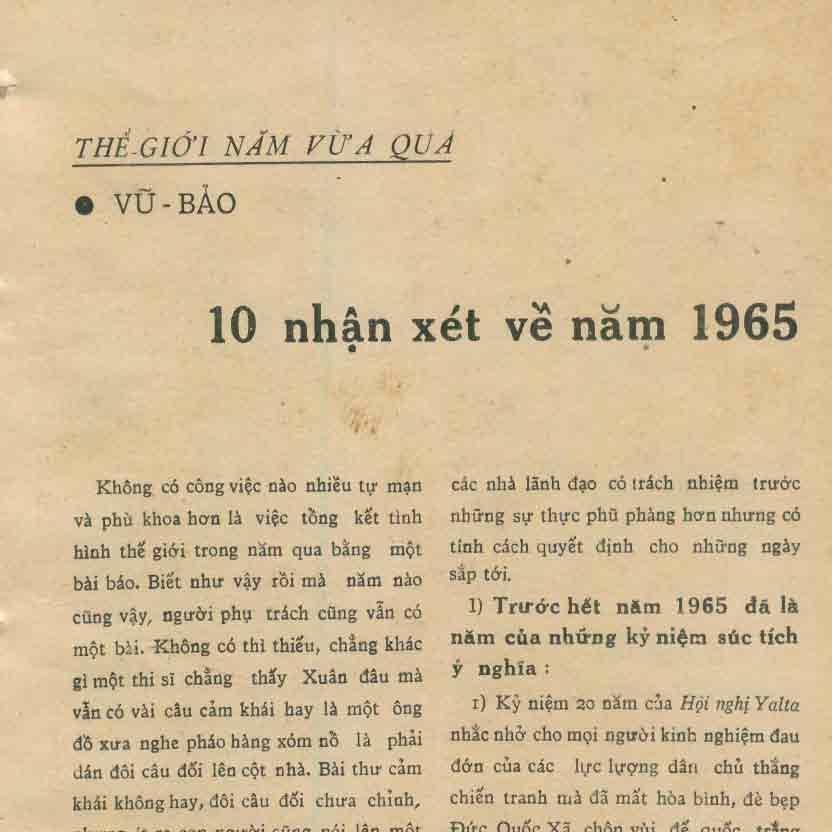 THẾ-GIỚI NĂM VỪA QUA
● VŨ - BẢO
10 nhận xét về năm 1965
Không có công việc nào nhiều tự mạn
và phù khoa hơn là việc tổng kết tình
hình thế giới trong năm qua bằng một
bài báo. Biết như vậy rồi mà năm nào
cũng vậy, người phụ trách cũng vẫn có
một bài. Không có thì thiếu, chẳng khác
gì một thi sĩ chẳng thấy Xuân đâu mà
vẫn có vài câu cảm khái hay là một ông
đồ xưa nghe pháo hàng xóm nổ là phải
dán đôi câu đối lên cột nhà. Bài thư cảm
khái không hay, đôi câu đối chưa chỉnh,
các nhà lãnh đạo có trách nhiệm trước
những sự thực phũ phàng hơn nhưng có
tính cách quyết định cho những ngày
sắp tới.
1) Trước hết năm 1965 đã là
năm của những kỷ niệm súc tích
ý nghĩa :
1) Kỷ niệm 20 năm của Hội nghị Yalta
nhắc nhở cho mọi người kinh nghiệm đau
đớn của các lực lượng dân chủ thắng
chiến tranh mà đã mất hòa bình, đè bẹp
Đức Quốc Xã, chôn vùi đế quốc trắng